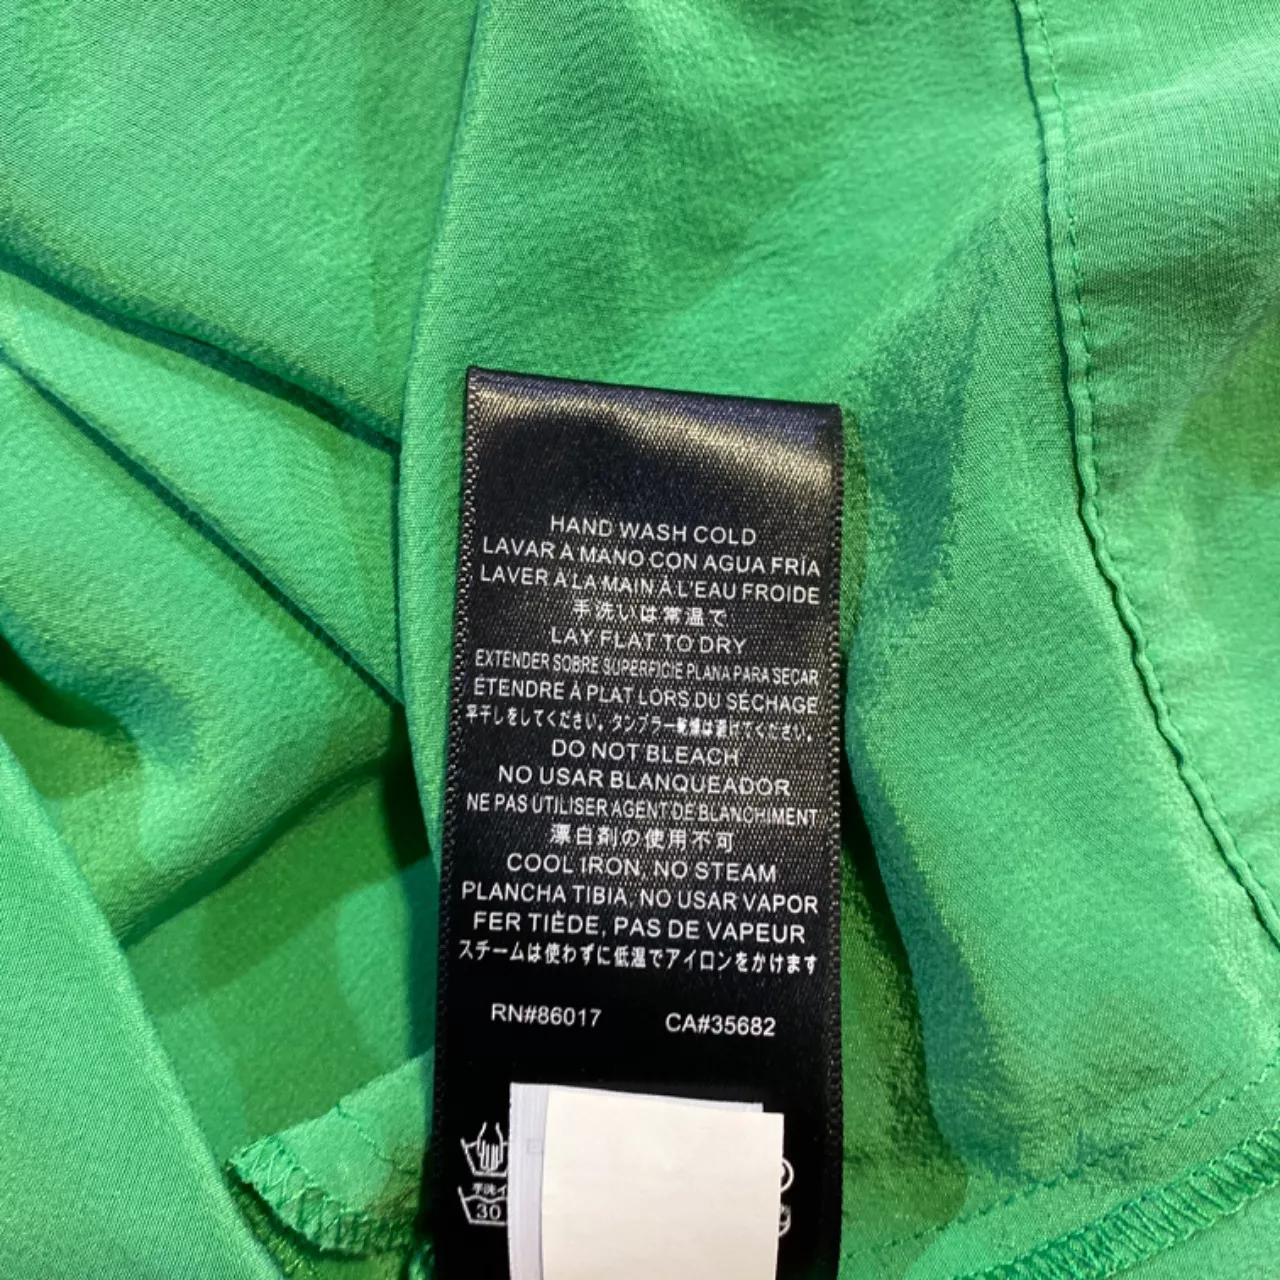 HAND WASH COLD
LAVAR A MANO CON AGUA FRÍA
LAVER À LA MAIN À L'EAU FROIDE
手洗いは常温で
LAY FLAT TO DRY
EXTENDER SOBRE SUPERFICIE PLANA PARA SECAR
ÉTENDRE À PLAT LORS DU SÉCHAGE
平干しをしてください。タンブラー乾燥は避けてください。
DO NOT BLEACH
NO USAR BLANQUEADOR
NE PAS UTILISER AGENT DE BLANCHIMENT
漂白剤の使用不可
COOL IRON, NO STEAM
PLANCHA TIBIA, NO USAR VAPOR
FER TIÈDE, PAS DE VAPEUR
スチームは使わずに低温でアイロンをかけます
RN#86017 CA#35682
手洗イ
30